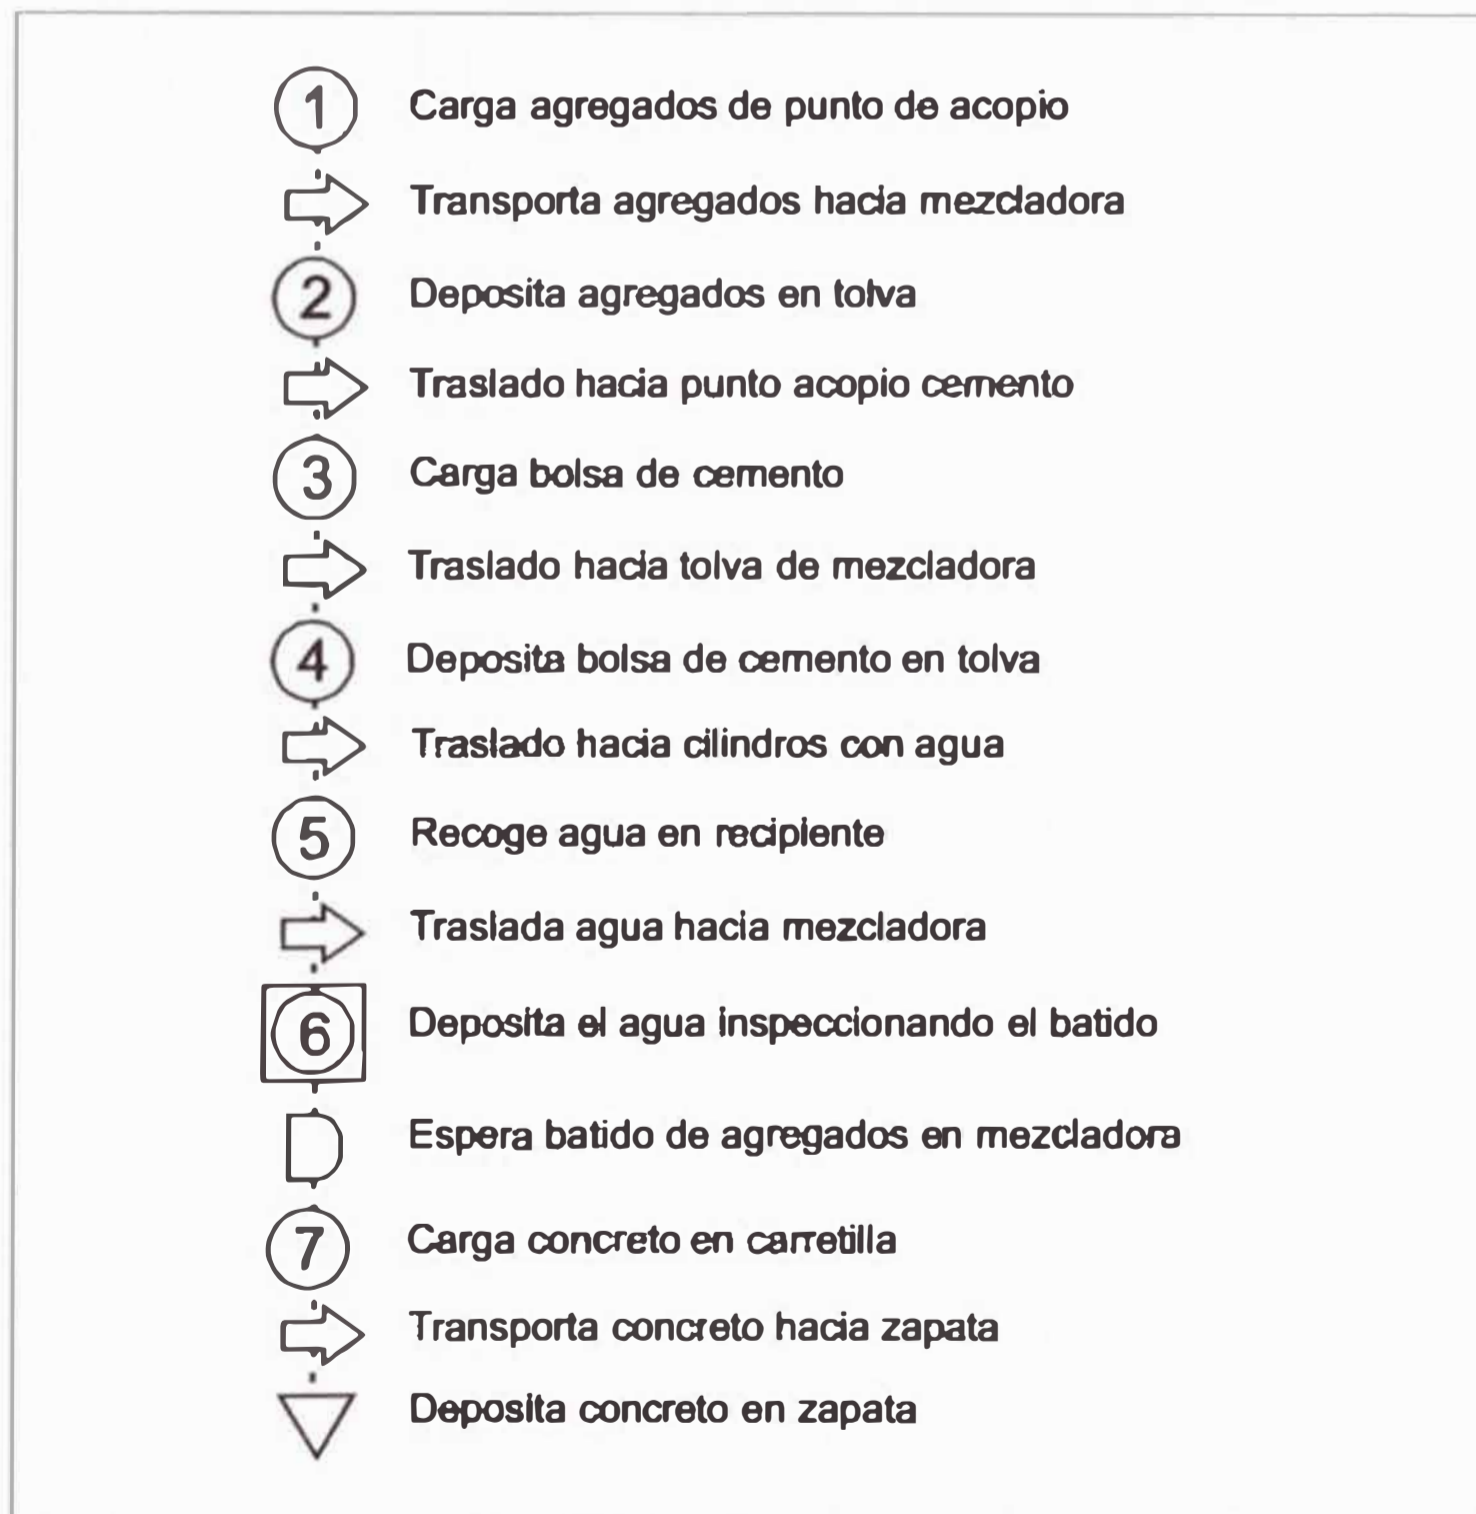 1 Carga agregados de punto de acopio
Transporta agregados hacia mezcladora
2 Deposita agregados en tolva
Traslado hacia punto acopio cemento
3 Carga bolsa de cemento
Traslado hacia tolva de mezcladora
4 Deposita bolsa de cemento en tolva
Traslado hacia cilindros con agua
5 Recoge agua en recipiente
Traslada agua hacia mezcladora
6 Deposita el agua inspeccionando el batido
Espera batido de agregados en mezcladora
7 Carga concreto en carretilla
Transporta concreto hacia zapata
Deposita concreto en zapata